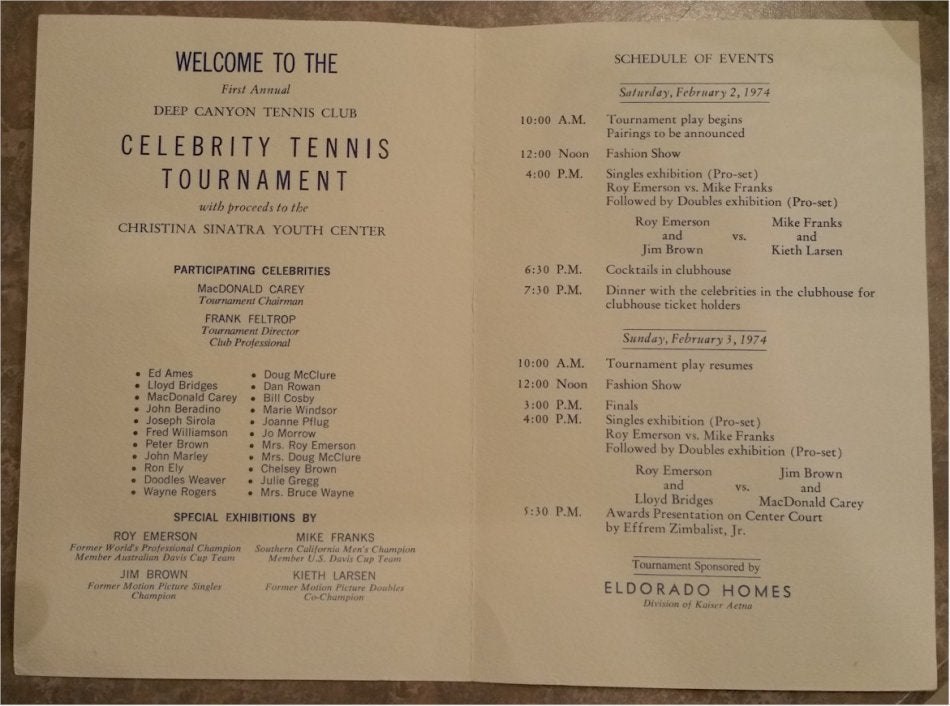 WELCOME TO THE
First Annual
DEEP CANYON TENNIS CLUB
CELEBRITY TENNIS
TOURNAMENT
with proceeds to the
CHRISTINA SINATRA YOUTH CENTER
PARTICIPATING CELEBRITIES
MacDONALD CAREY
Tournament Chairman
FRANK FELTROP
Tournament Director
Club Professional
• Ed Ames
• Lloyd Bridges
• MacDonald Carey
• John Beradino
• Joseph Sirola
• Fred Williamson
• Peter Brown
• John Marley
• Ron Ely
• Doodles Weaver
• Wayne Rogers
• Doug McClure
• Dan Rowan
• Bill Cosby
• Marie Windsor
• Joanne Pflug
• Jo Morrow
• Mrs. Roy Emerson
• Mrs. Doug McClure
• Chelsey Brown
• Julie Gregg
• Mrs. Bruce Wayne
SPECIAL EXHIBITIONS BY
ROY EMERSON
Former World's Professional Champion
Member Australian Davis Cup Team
MIKE FRANKS
Southern California Men's Champion
Member U.S. Davis Cup Team
JIM BROWN
Former Motion Picture Singles
Champion
KIETH LARSEN
Former Motion Picture Doubles
Co-Champion
SCHEDULE OF EVENTS
Saturday, February 2, 1974
10:00 A.M. Tournament play begins
Pairings to be announced
12:00 Noon Fashion Show
4:00 P.M. Singles exhibition (Pro-set)
Roy Emerson vs. Mike Franks
Followed by Doubles exhibition (Pro-set)
Roy Emerson Mike Franks
and vs. and
Jim Brown Kieth Larsen
6:30 P.M. Cocktails in clubhouse
7:30 P.M. Dinner with the celebrities in the clubhouse for
clubhouse ticket holders
Sunday, February 3, 1974
10:00 A.M. Tournament play resumes
12:00 Noon Fashion Show
3:00 P.M. Finals
4:00 P.M. Singles exhibition (Pro-set)
Roy Emerson vs. Mike Franks
Followed by Doubles exhibition (Pro-set)
Roy Emerson Jim Brown
and vs. and
Lloyd Bridges MacDonald Carey
5:30 P.M. Awards Presentation on Center Court
by Effrem Zimbalist, Jr.
Tournament Sponsored by
ELDORADO HOMES
Division of Kaiser Aetna